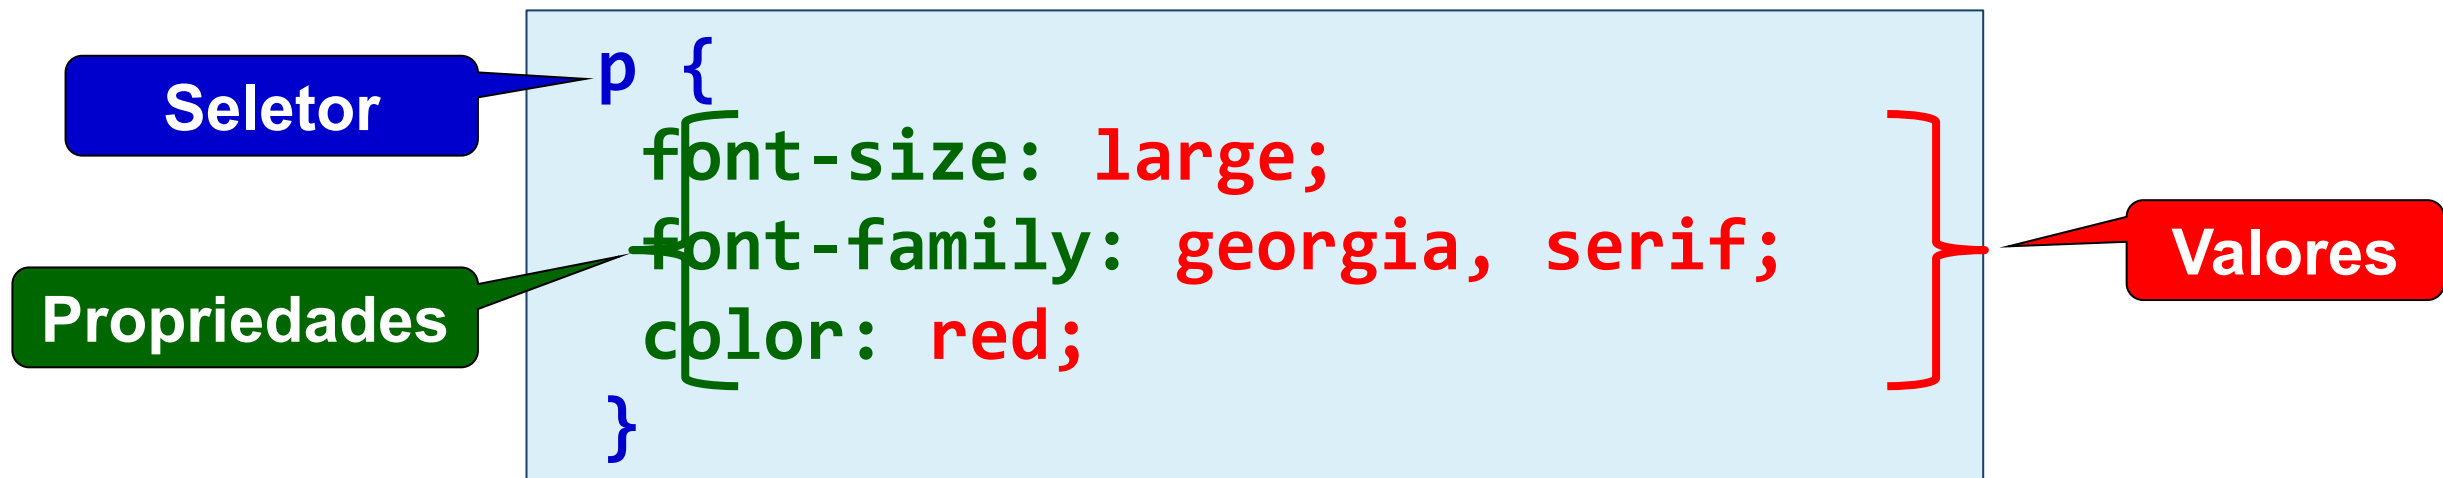 Seletor
p {
font-size: large;
font-family: georgia, serif;
color: red;
}
Propriedades
Valores